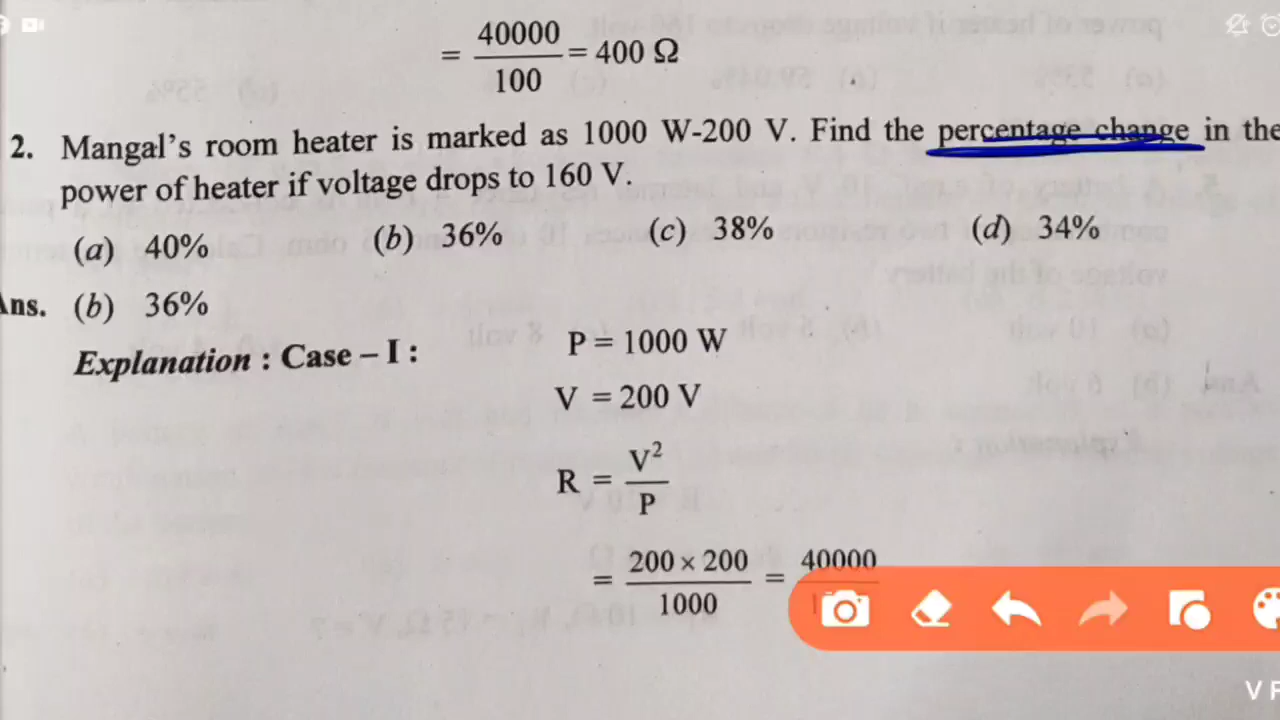 = 40000/100 = 400 Ω
2. Mangal's room heater is marked as 1000 W-200 V. Find the percentage change in the
power of heater if voltage drops to 160 V.
(a) 40% (b) 36% (c) 38% (d) 34%
Ans. (b) 36%
Explanation : Case – I : P = 1000 W
V = 200 V
R = V²/P
= 200 × 200/1000 = 40000
V